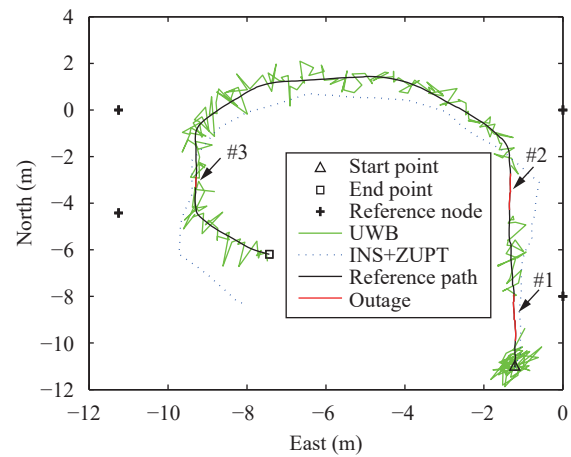 4
2
0
−2
−4
−6
−8
−10
−12
North (m)
#3
#2
#1
Start point
End point
Reference node
UWB
INS+ZUPT
Reference path
Outage
−12 −10 −8 −6 −4 −2 0
East (m)